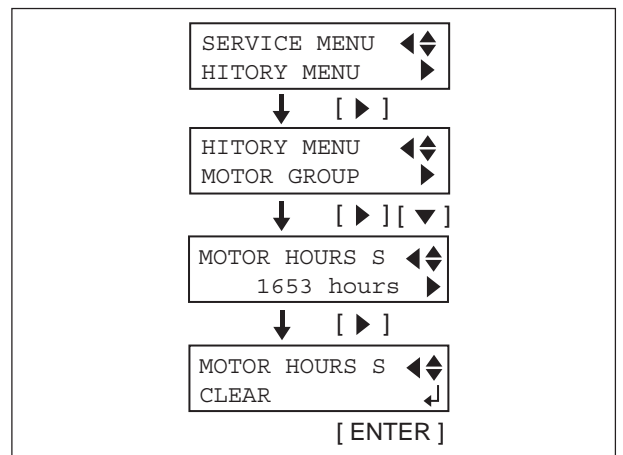 SERVICE MENU ◀▲▼
HITORY MENU ▶
[ ▶ ]
HITORY MENU ◀▲▼
MOTOR GROUP ▶
[ ▶ ] [ ▼ ]
MOTOR HOURS S ◀▲▼
1653 hours ▶
[ ▶ ]
MOTOR HOURS S ◀▲▼
CLEAR ↵
[ ENTER ]